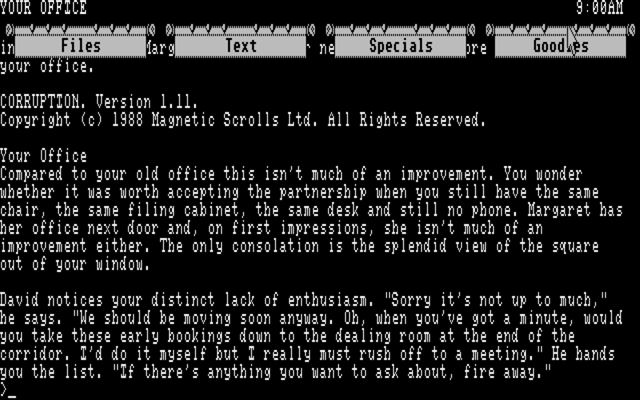 YOUR OFFICE 9:00AM
Files Text Specials Goodies
in Marg r ne ore
your office.
CORRUPTION. Version 1.11.
Copyright (c) 1988 Magnetic Scrolls Ltd. All Rights Reserved.
Your Office
Compared to your old office this isn't much of an improvement. You wonder
whether it was worth accepting the partnership when you still have the same
chair, the same filing cabinet, the same desk and still no phone. Margaret has
her office next door and, on first impressions, she isn't much of an
improvement either. The only consolation is the splendid view of the square
out of your window.
David notices your distinct lack of enthusiasm. "Sorry it's not up to much,"
he says. "We should be moving soon anyway. Oh, when you've got a minute, would
you take these early bookings down to the dealing room at the end of the
corridor. I'd do it myself but I really must rush off to a meeting." He hands
you the list. "If there's anything you want to ask about, fire away."
>_